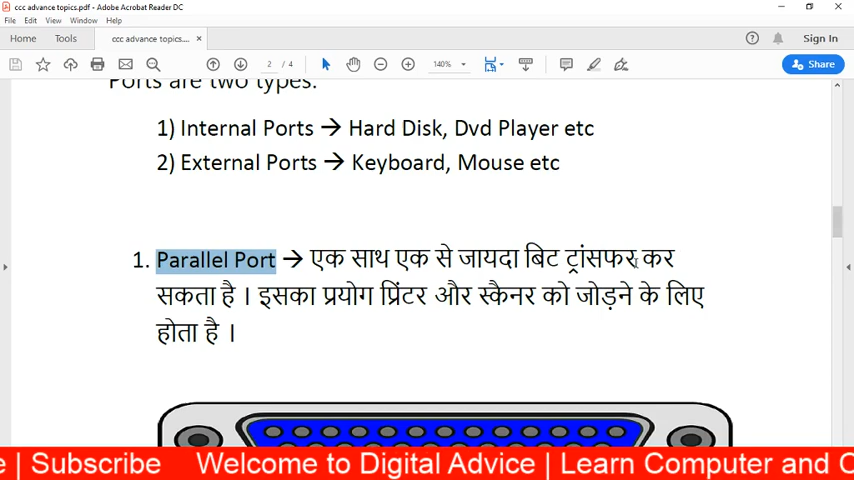 ccc advance topics.pdf - Adobe Acrobat Reader DC
File Edit View Window Help
Home Tools ccc advance topics.... × Sign In
2 / 4 140% Share
Ports are two types:
1) Internal Ports → Hard Disk, Dvd Player etc
2) External Ports → Keyboard, Mouse etc
1. Parallel Port → एक साथ एक से जायदा बिट ट्रांसफर कर
सकता है । इसका प्रयोग प्रिंटर और स्कैनर को जोड़ने के लिए
होता है ।
e | Subscribe Welcome to Digital Advice | Learn Computer and C